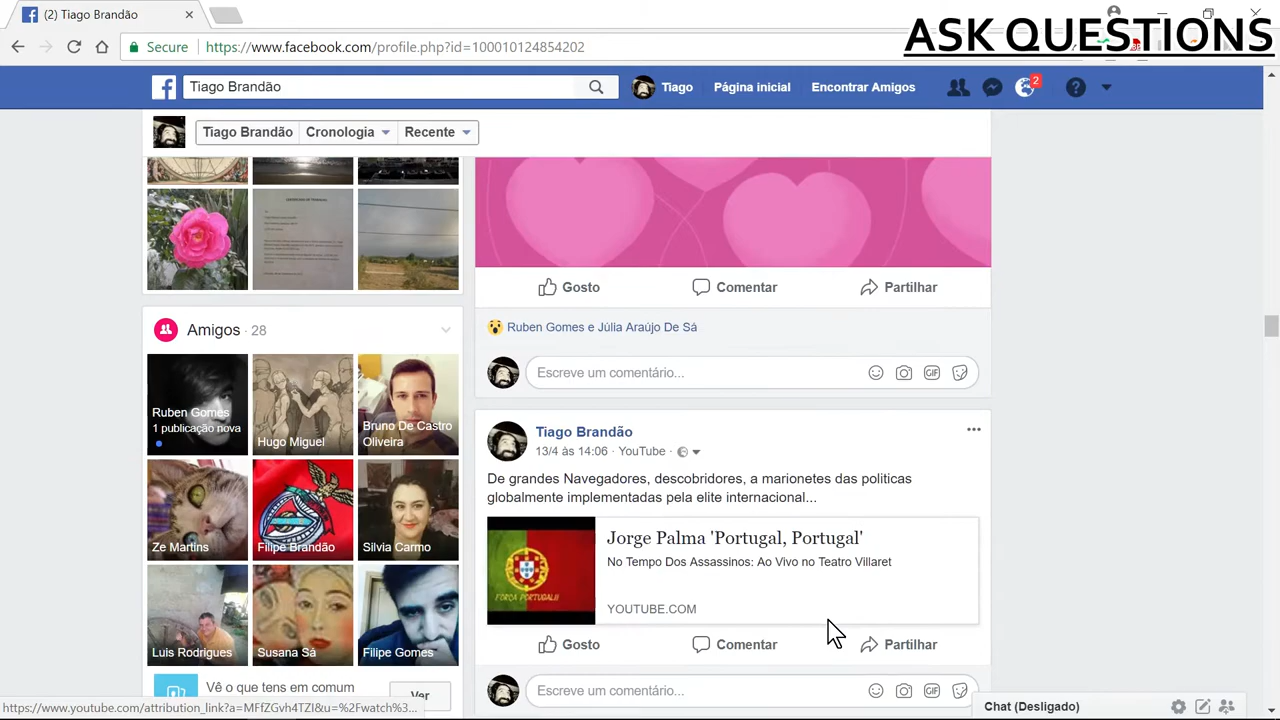 (2) Tiago Brandão
ASK QUESTIONS
Secure
https://www.facebook.com/profile.php?id=100010124854202
Tiago Brandão
Tiago
Página inicial
Encontrar Amigos
2
Tiago Brandão
Cronologia
Recente
Gosto
Comentar
Partilhar
Ruben Gomes e Júlia Araújo De Sá
Escreve um comentário...
GIF
Amigos · 28
Ruben Gomes
1 publicação nova
Hugo Miguel
Bruno De Castro
Oliveira
Ze Martins
Filipe Brandão
Silvia Carmo
Luis Rodrigues
Susana Sá
Filipe Gomes
Vê o que tens em comum
Ver
Tiago Brandão
13/4 às 14:06 · YouTube ·
De grandes Navegadores, descobridores, a marionetes das politicas
globalmente implementadas pela elite internacional...
FORÇA PORTUGAL!!
Jorge Palma 'Portugal, Portugal'
No Tempo Dos Assassinos: Ao Vivo no Teatro Villaret
YOUTUBE.COM
Gosto
Comentar
Partilhar
Escreve um comentário...
GIF
Chat (Desligado)
https://www.youtube.com/attribution_link?a=MFfZGvh4TZI&u=%2Fwatch%3...